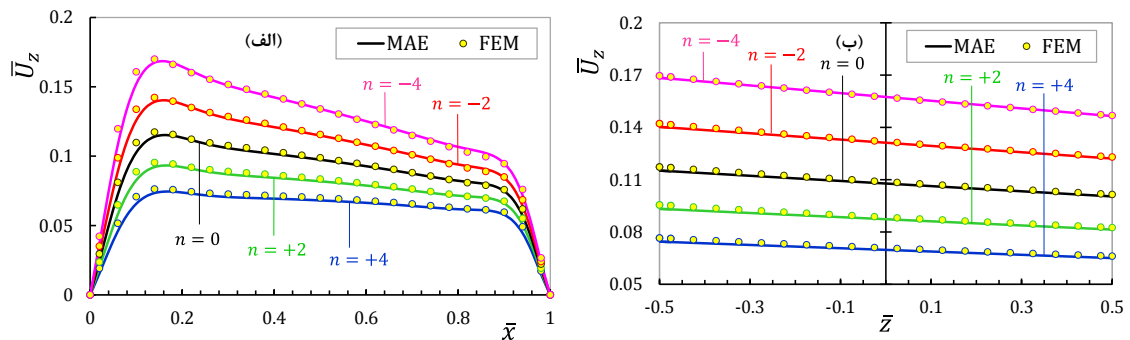 0.2
0.15
0.1
0.05
0
Ūz
(الف)
MAE FEM
n = −4
n = −2
n = 0
n = +2
n = +4
0 0.2 0.4 0.6 0.8 1
x̄
0.2
0.17
0.14
0.11
0.08
0.05
Ūz
(ب)
MAE FEM
n = −4
n = −2
n = 0
n = +2
n = +4
-0.5 -0.3 -0.1 0.1 0.3 0.5
z̄